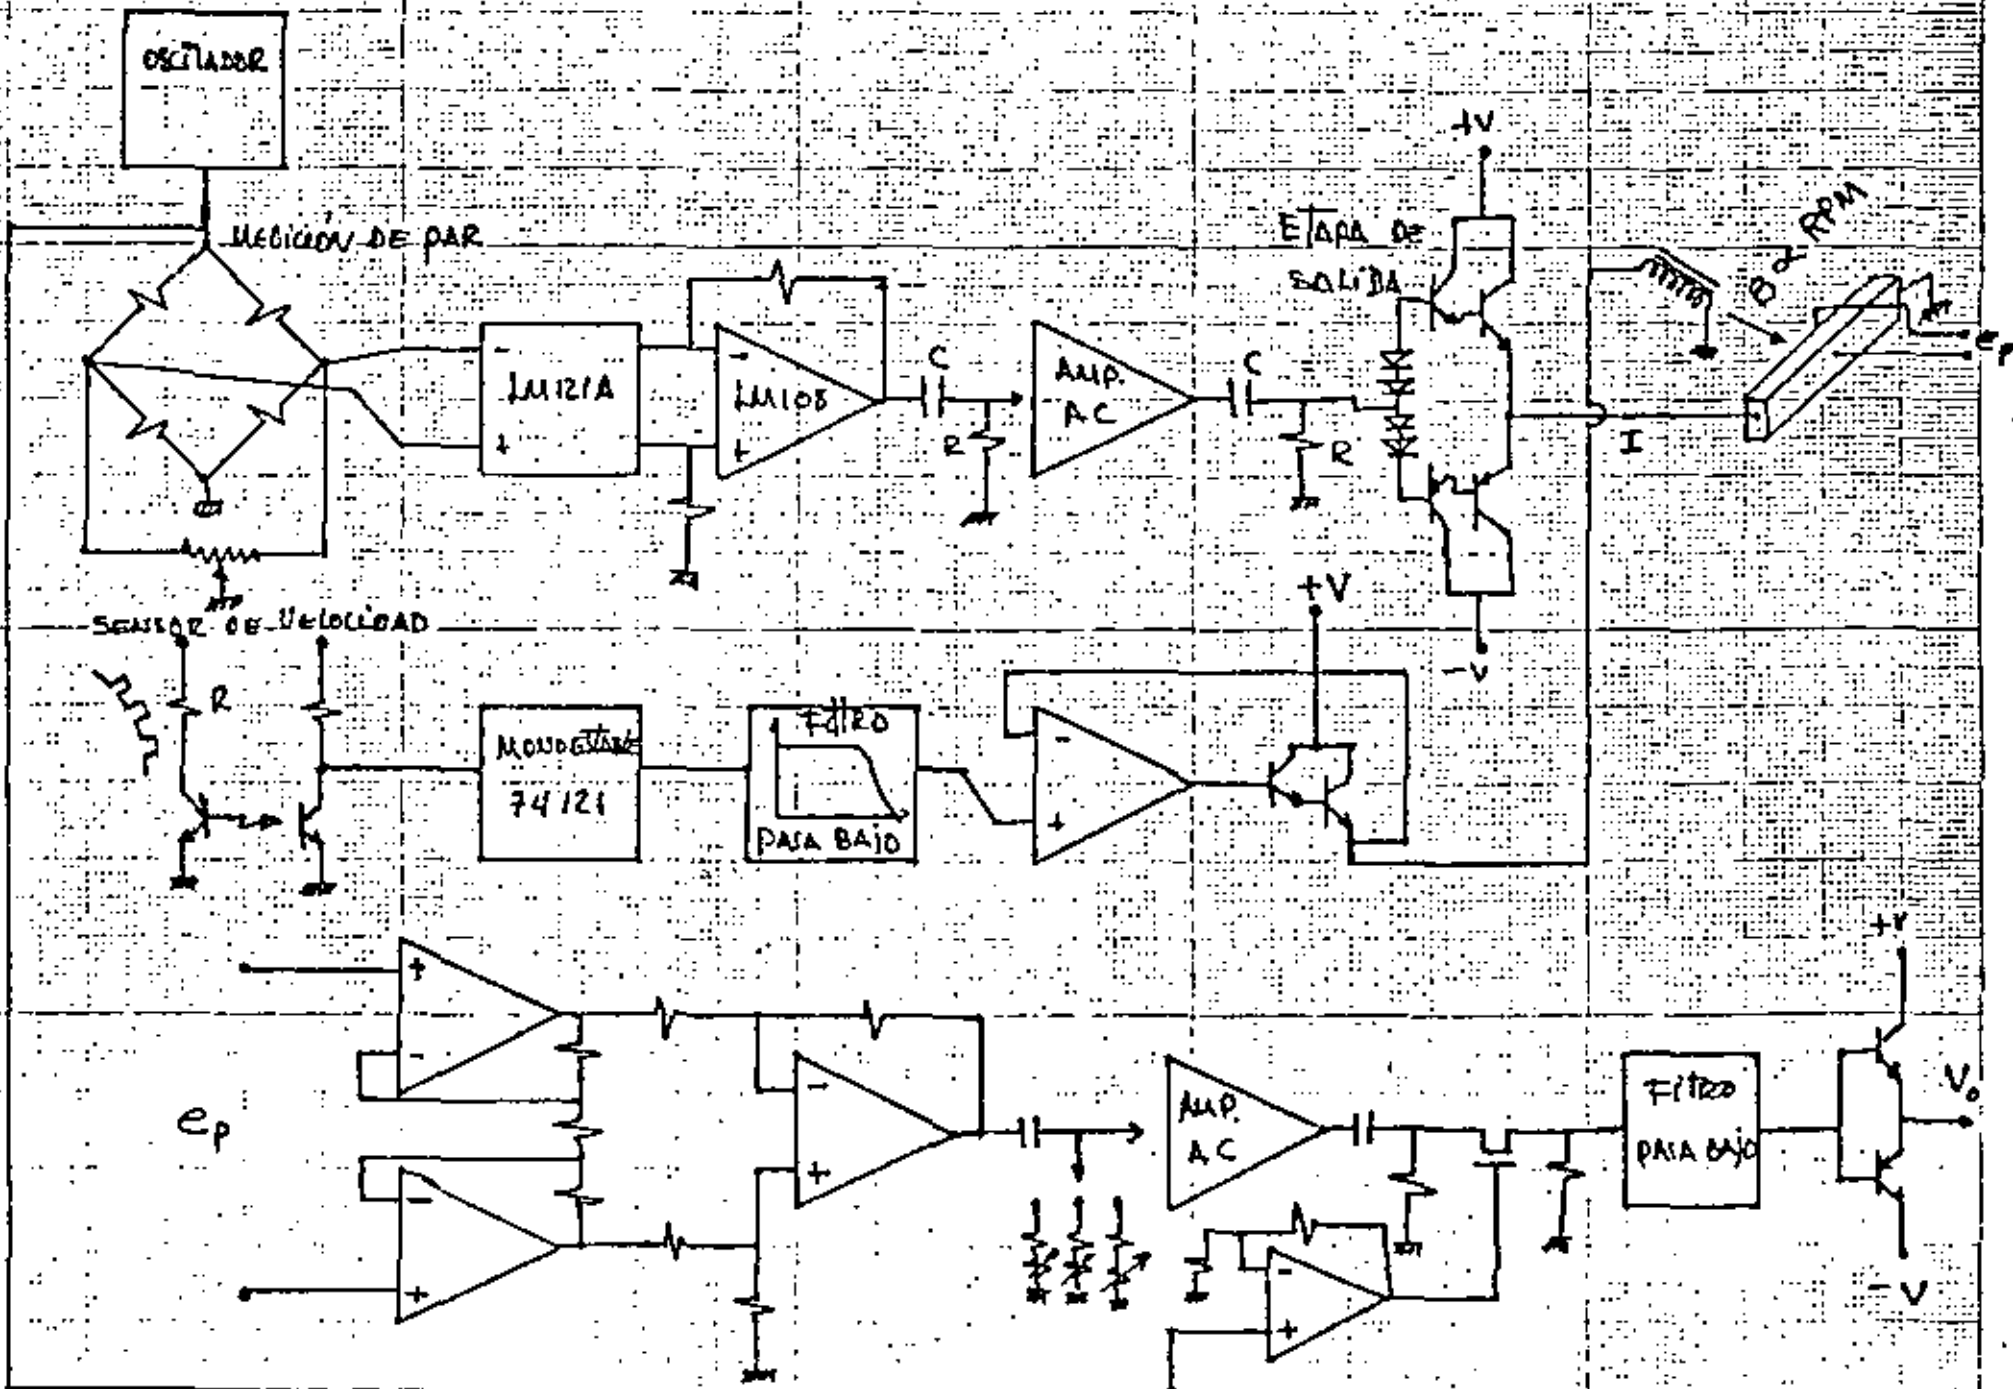 OSCILADOR
MEDICIÓN DE PAR
-
LM121A
+
-
LM108
+
C
R
AMP.
AC
C
R
ETAPA DE
SALIDA
+V
-V
B α RPM
I
eP
SENSOR DE VELOCIDAD
R
MONOESTABLE
74121
FILTRO
PASA BAJO
-
+
+V
eP
+
-
-
+
-
+
AMP.
AC
-
+
FILTRO
PASA BAJO
+V
Vo
-V